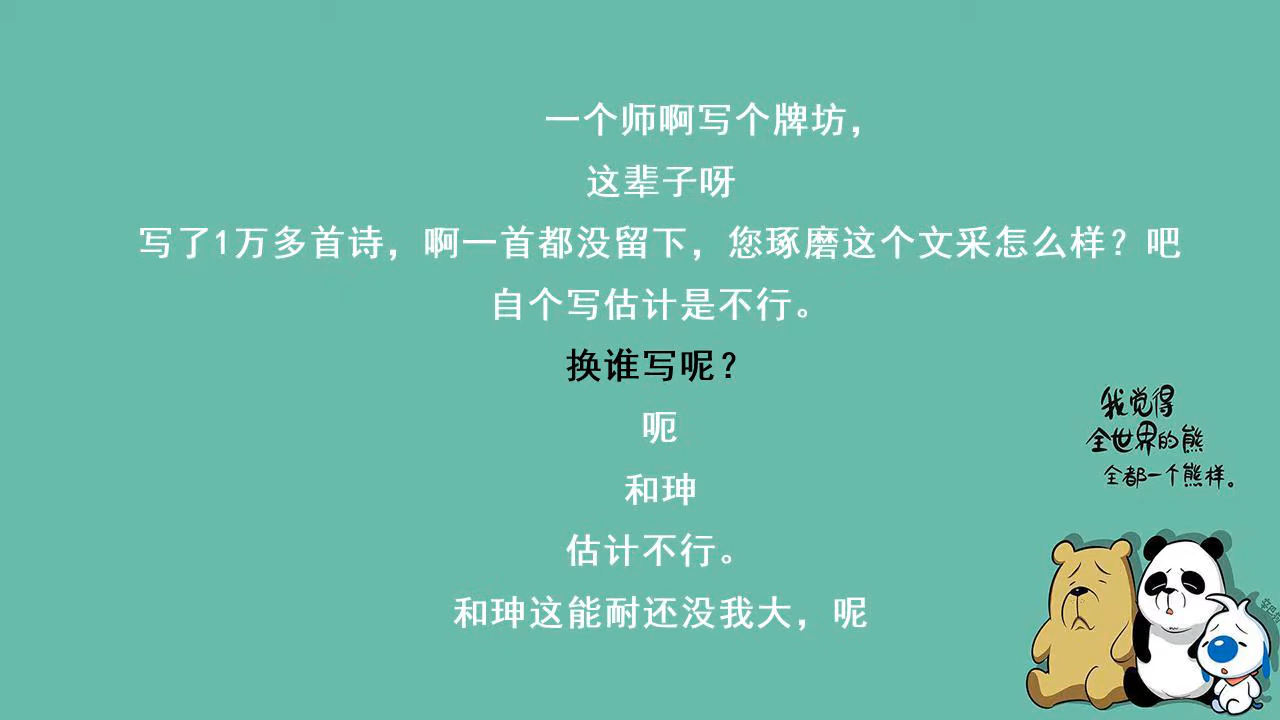 一个师啊写个牌坊，
这辈子呀
写了1万多首诗，啊一首都没留下，您琢磨这个文采怎么样？吧
自个写估计是不行。
换谁写呢？
呃
和珅
估计不行。
和珅这能耐还没我大，呢
我觉得
全世界的熊
全都一个熊样。